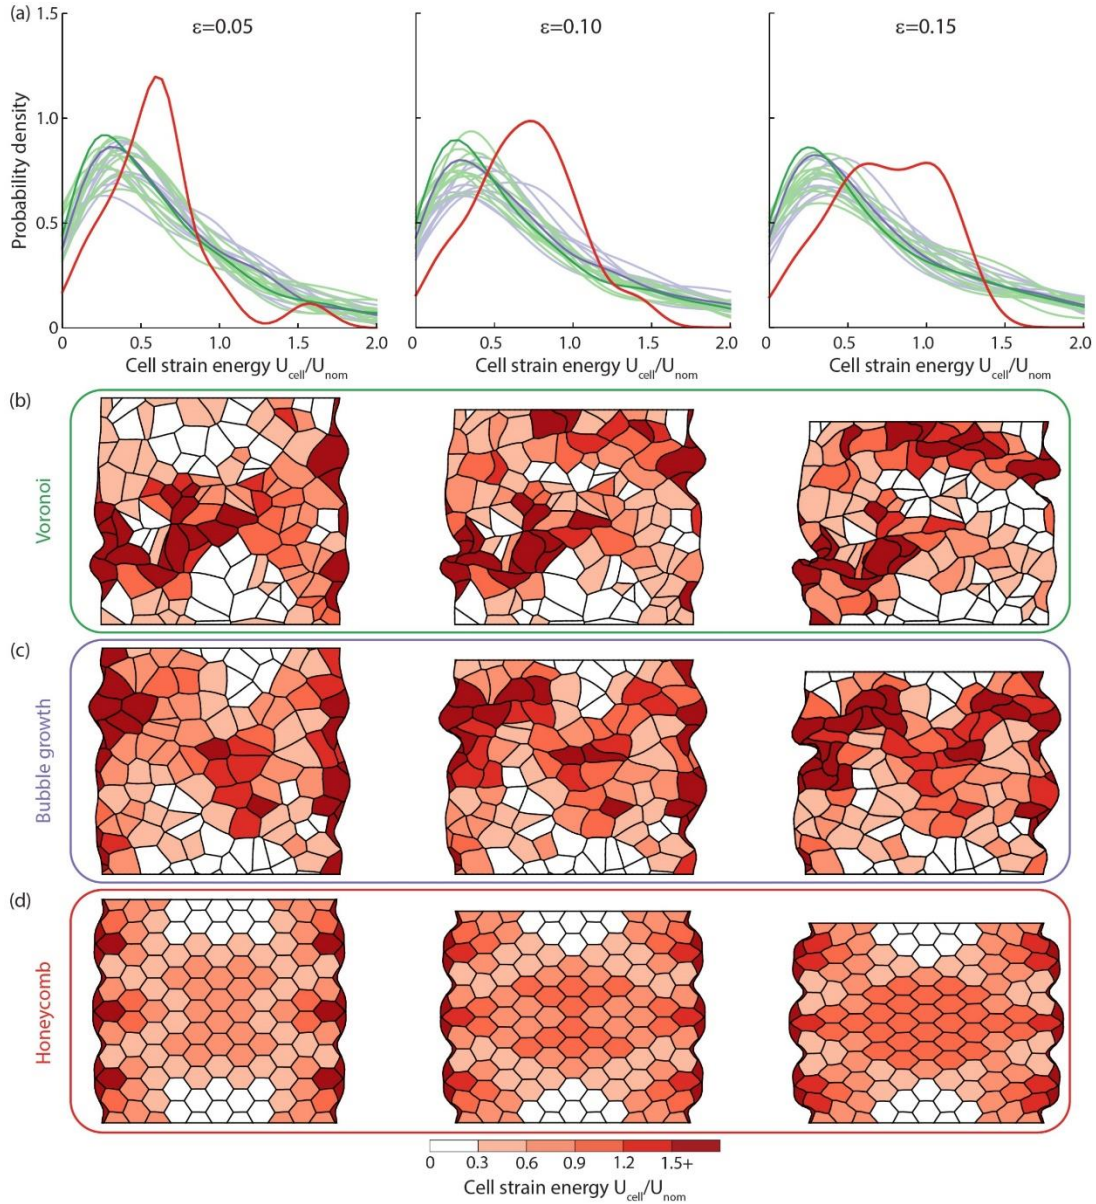 (a)
ε=0.05 ε=0.10 ε=0.15
1.5
1.0
0.5
0
Probability density
0 0.5 1.0 1.5 2.0 0 0.5 1.0 1.5 2.0 0 0.5 1.0 1.5 2.0
Cell strain energy U_cell/U_nom Cell strain energy U_cell/U_nom Cell strain energy U_cell/U_nom
(b)
Voronoi
(c)
Bubble growth
(d)
Honeycomb
0 0.3 0.6 0.9 1.2 1.5+
Cell strain energy U_cell/U_nom